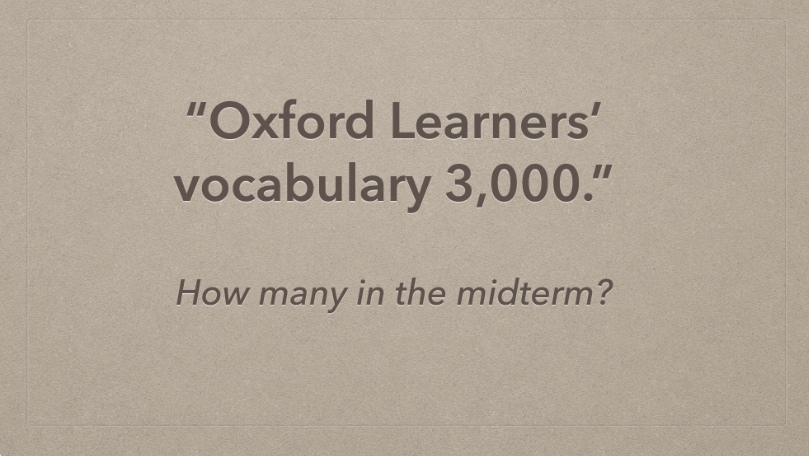 “Oxford Learners’
vocabulary 3,000.”
How many in the midterm?